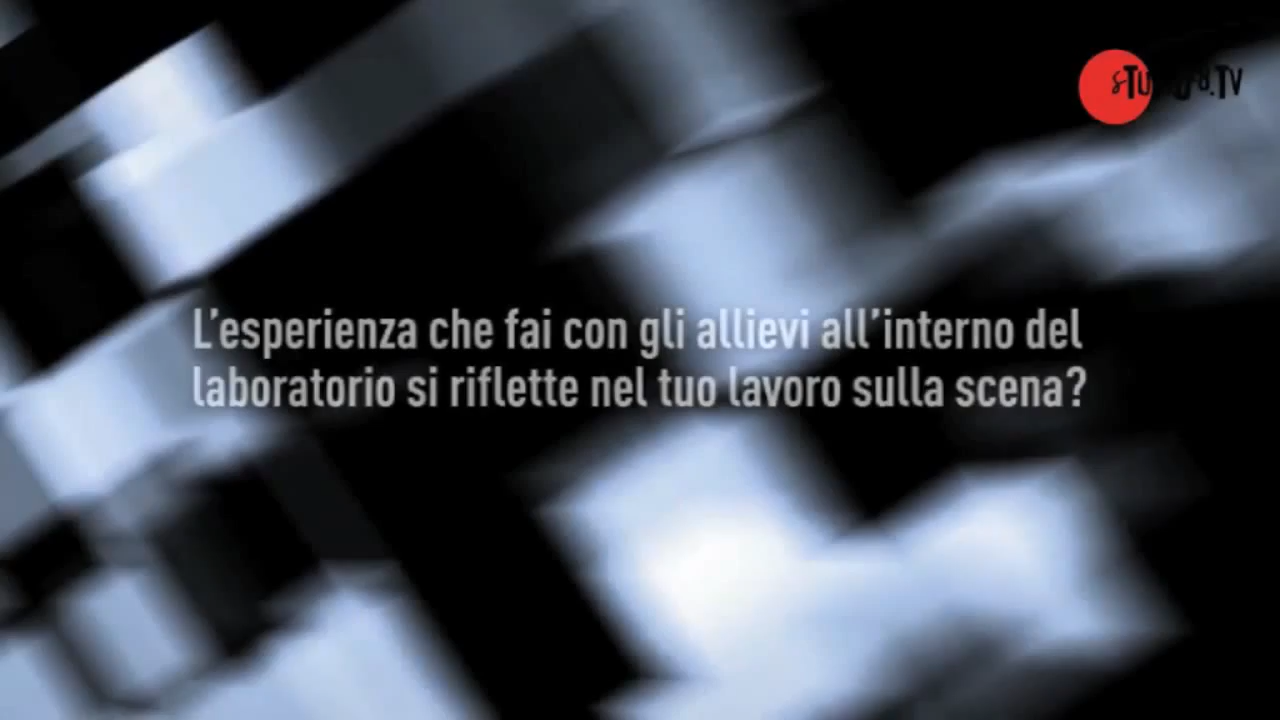 L'esperienza che fai con gli allievi all'interno del
laboratorio si riflette nel tuo lavoro sulla scena?